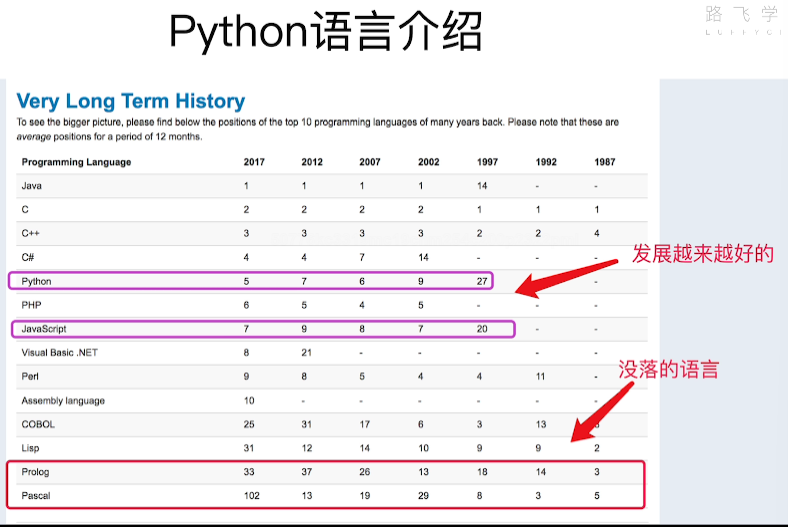 路飞学
LUFFYCI
Python语言介绍
Very Long Term History
To see the bigger picture, please find below the positions of the top 10 programming languages of many years back. Please note that these are
average positions for a period of 12 months.
Programming Language 2017 2012 2007 2002 1997 1992 1987
Java 1 1 1 1 14 - -
C 2 2 2 2 1 1 1
C++ 3 3 3 3 2 2 4
C# 4 4 7 14 - - -
发展越来越好的
Python 5 7 6 9 27 - -
PHP 6 5 4 5 - - -
JavaScript 7 9 8 7 20 - -
Visual Basic .NET 8 21 - - - - -
没落的语言
Perl 9 8 5 4 4 11 -
Assembly language 10 - - - - - -
COBOL 25 31 17 6 3 13
Lisp 31 12 14 10 9 9 2
Prolog 33 37 26 13 18 14 3
Pascal 102 13 19 29 8 3 5